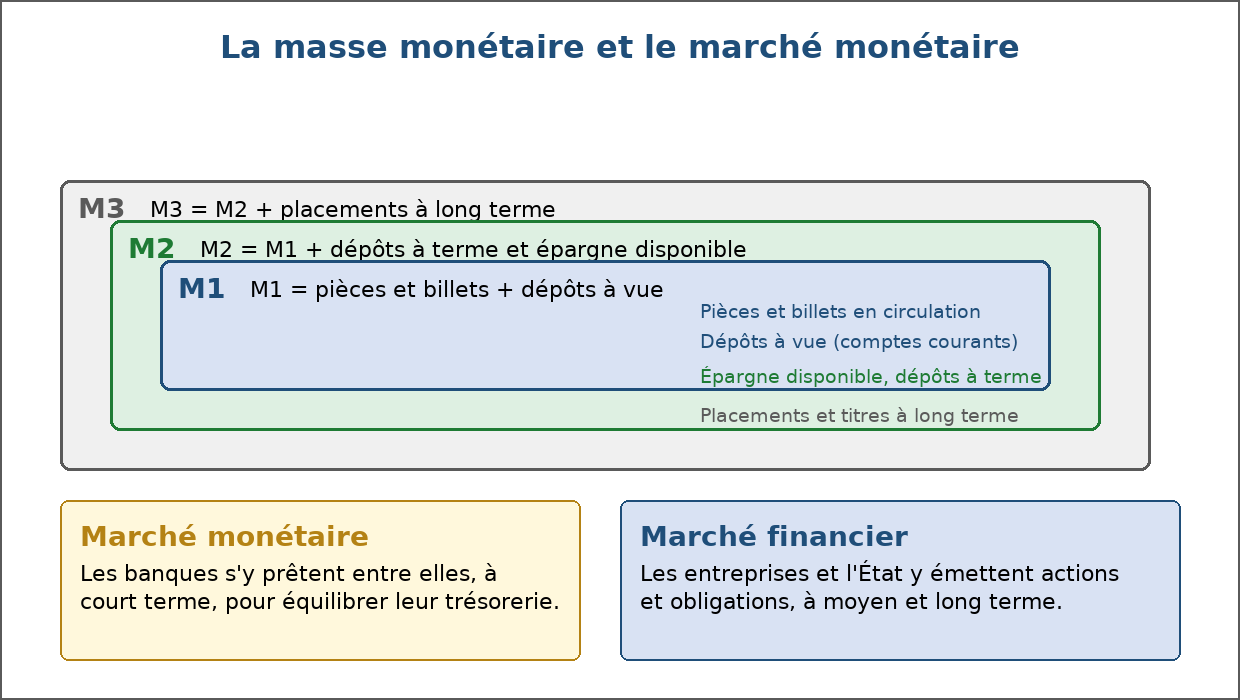 La masse monétaire et le marché monétaire
M3 M3 = M2 + placements à long terme
M2 M2 = M1 + dépôts à terme et épargne disponible
M1 M1 = pièces et billets + dépôts à vue
Pièces et billets en circulation
Dépôts à vue (comptes courants)
Épargne disponible, dépôts à terme
Placements et titres à long terme
Marché monétaire
Les banques s'y prêtent entre elles, à
court terme, pour équilibrer leur trésorerie.
Marché financier
Les entreprises et l'État y émettent actions
et obligations, à moyen et long terme.